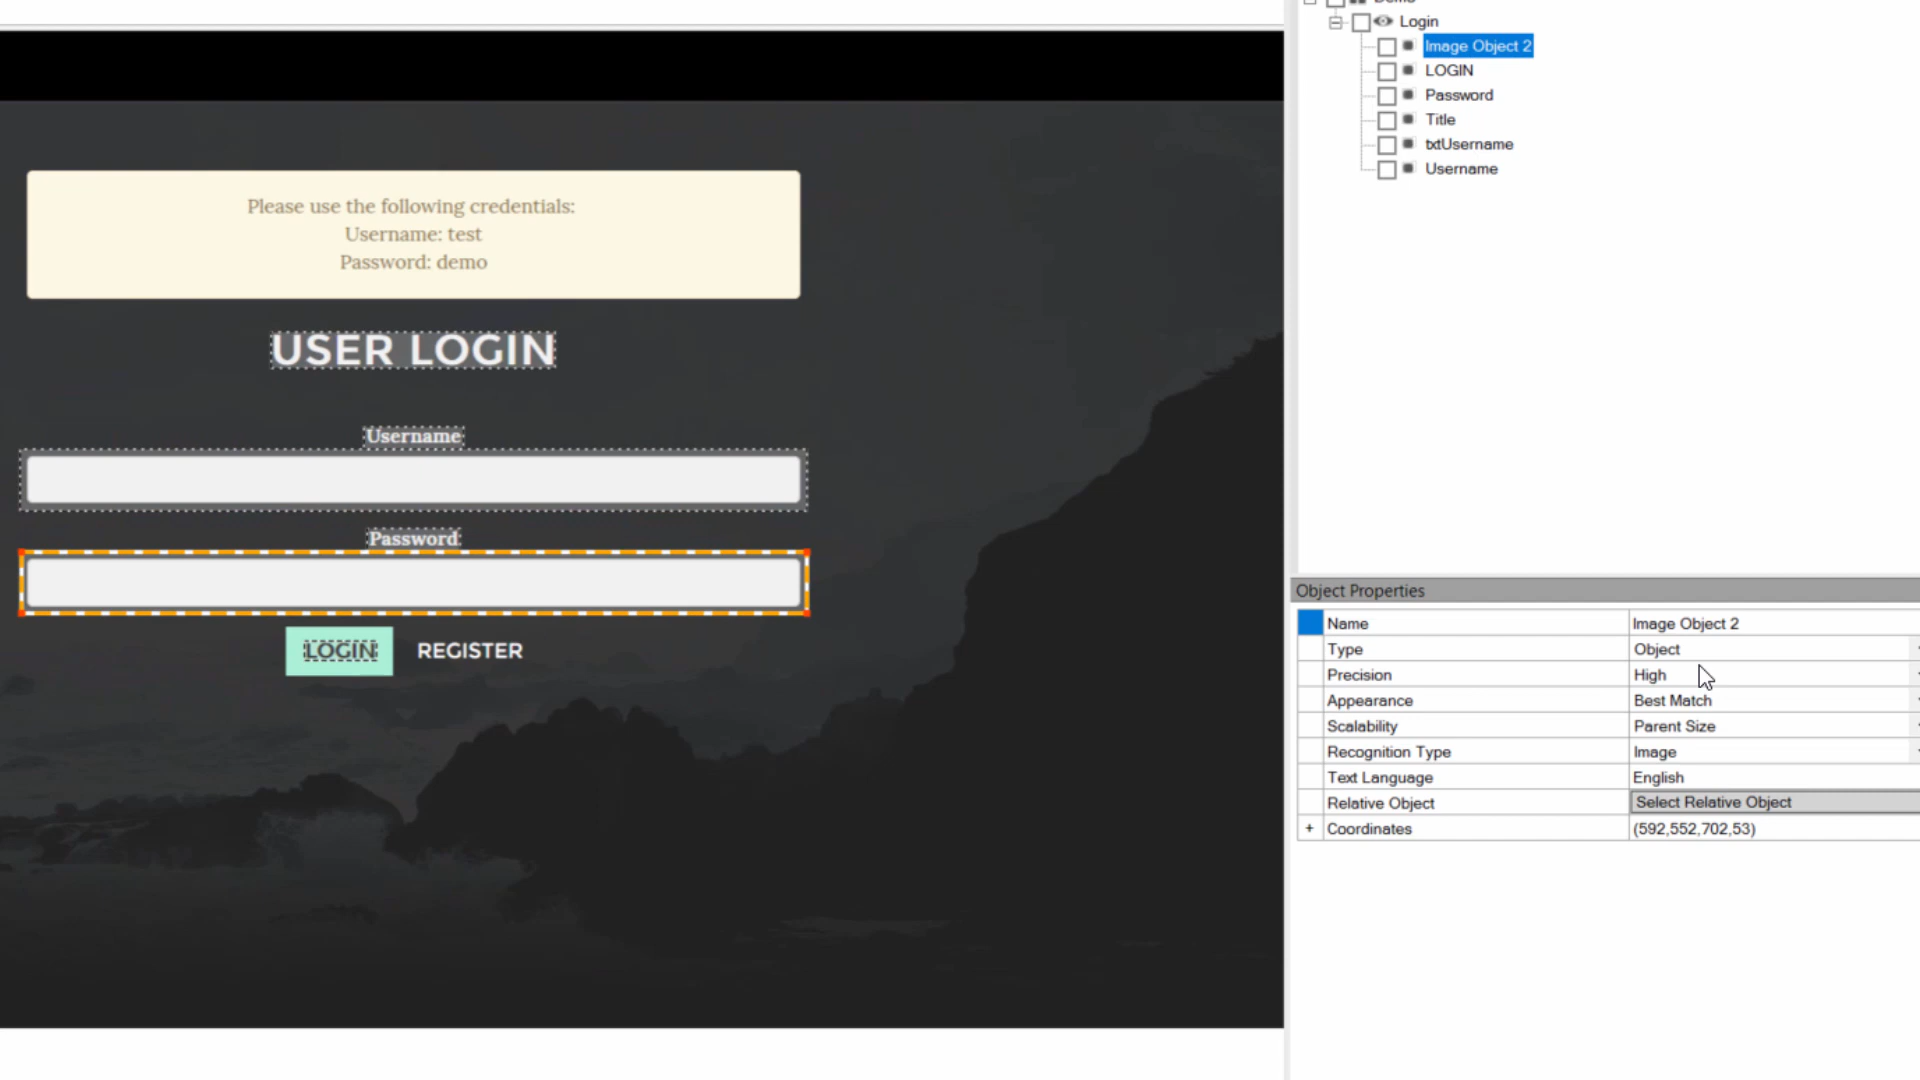 Please use the following credentials:
Username: test
Password: demo
USER LOGIN
Username
Password
LOGIN REGISTER
Login
Image Object 2
LOGIN
Password
Title
txtUsername
Username
Object Properties
Name Image Object 2
Type Object
Precision High
Appearance Best Match
Scalability Parent Size
Recognition Type Image
Text Language English
Relative Object Select Relative Object
+ Coordinates (592,552,702,53)